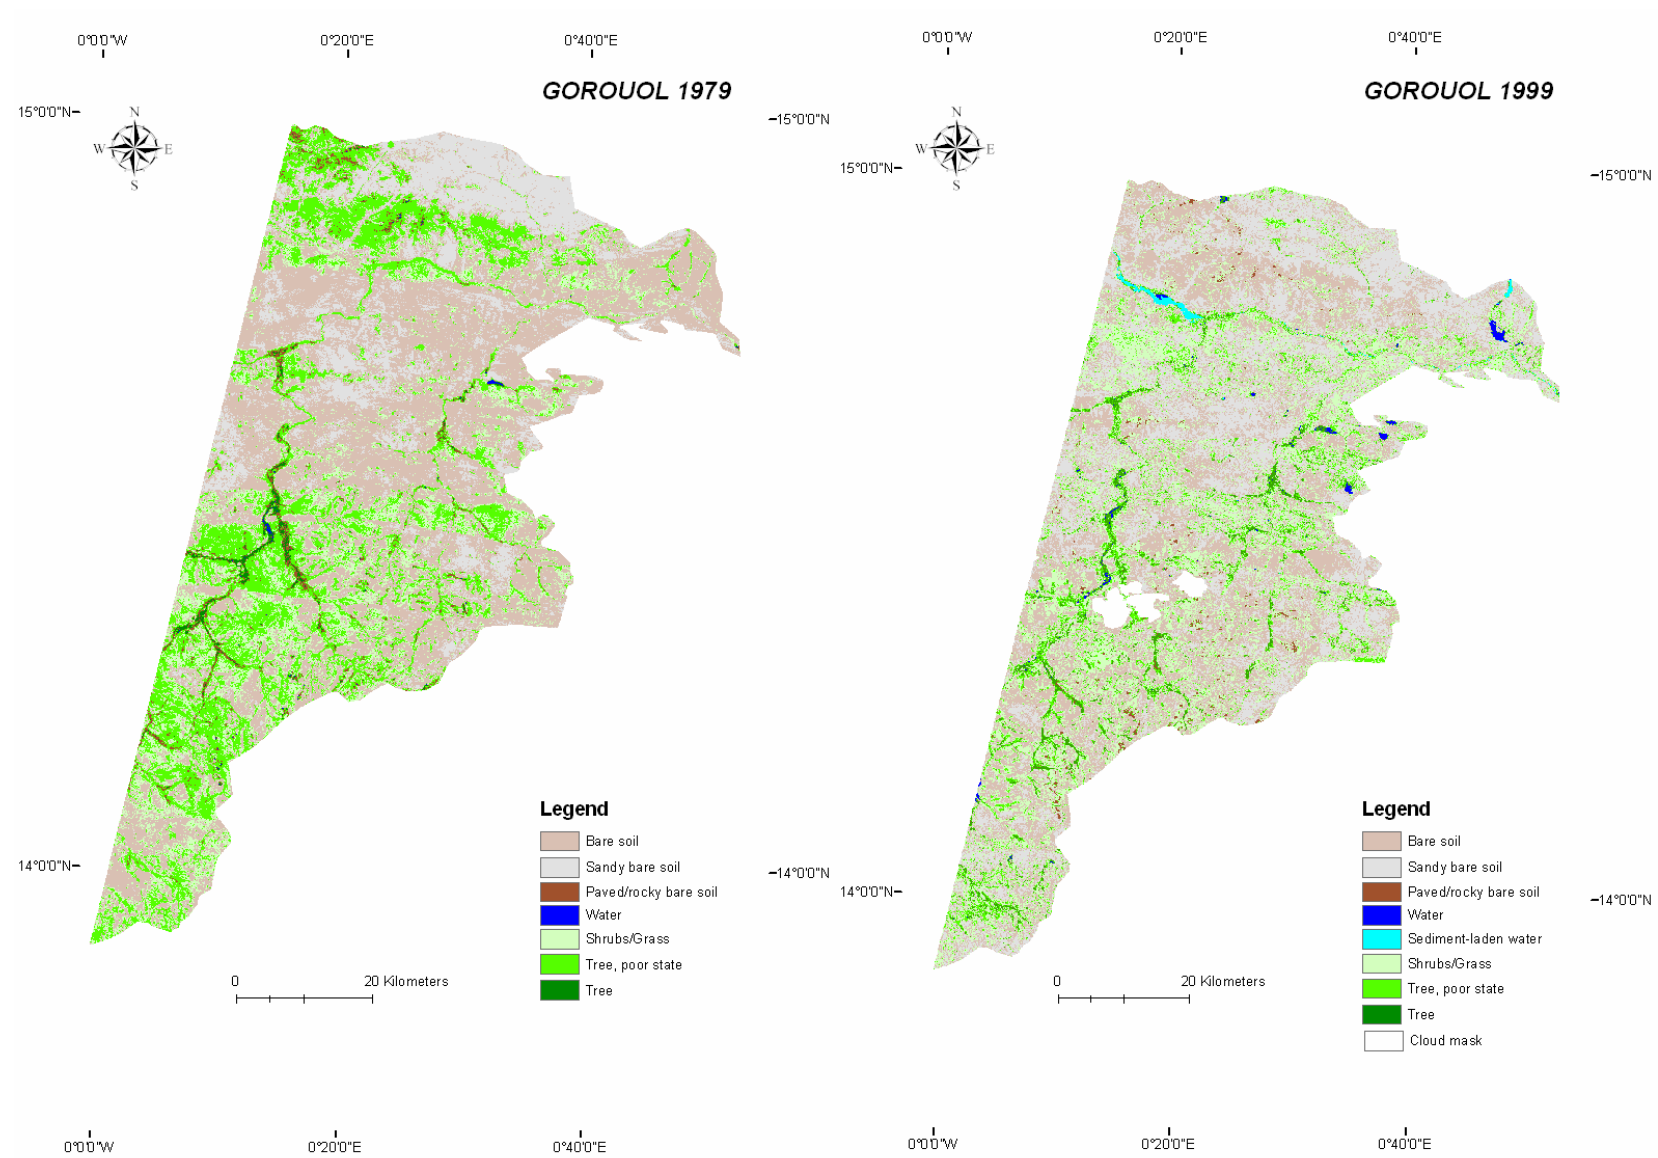 0°0'0"W 0°20'0"E 0°40'0"E
GOROUOL 1979
15°0'0"N
15°0'0"N
N
W E
S
14°0'0"N
14°0'0"N
Legend
Bare soil
Sandy bare soil
Paved/rocky bare soil
Water
Shrubs/Grass
Tree, poor state
Tree
0 20 Kilometers
0°0'0"W 0°20'0"E 0°40'0"E
0°0'0"W 0°20'0"E 0°40'0"E
GOROUOL 1999
15°0'0"N
15°0'0"N
N
W E
S
14°0'0"N
14°0'0"N
Legend
Bare soil
Sandy bare soil
Paved/rocky bare soil
Water
Sediment-laden water
Shrubs/Grass
Tree, poor state
Tree
Cloud mask
0 20 Kilometers
0°0'0"W 0°20'0"E 0°40'0"E